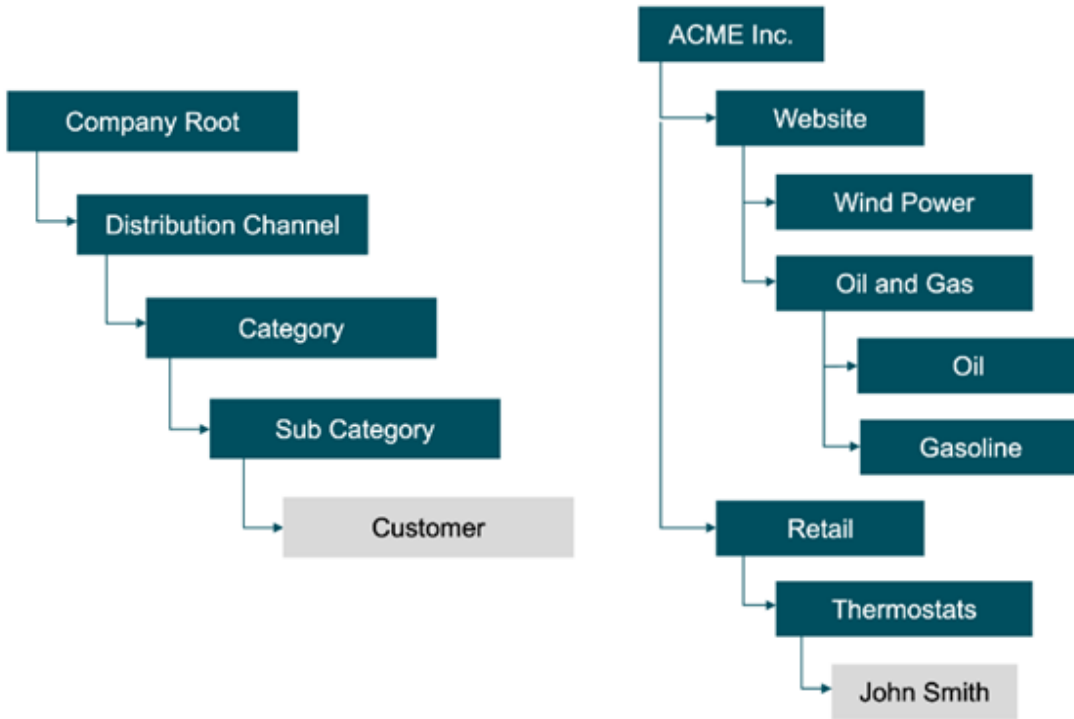 Company Root
Distribution Channel
Category
Sub Category
Customer
ACME Inc.
Website
Wind Power
Oil and Gas
Oil
Gasoline
Retail
Thermostats
John Smith